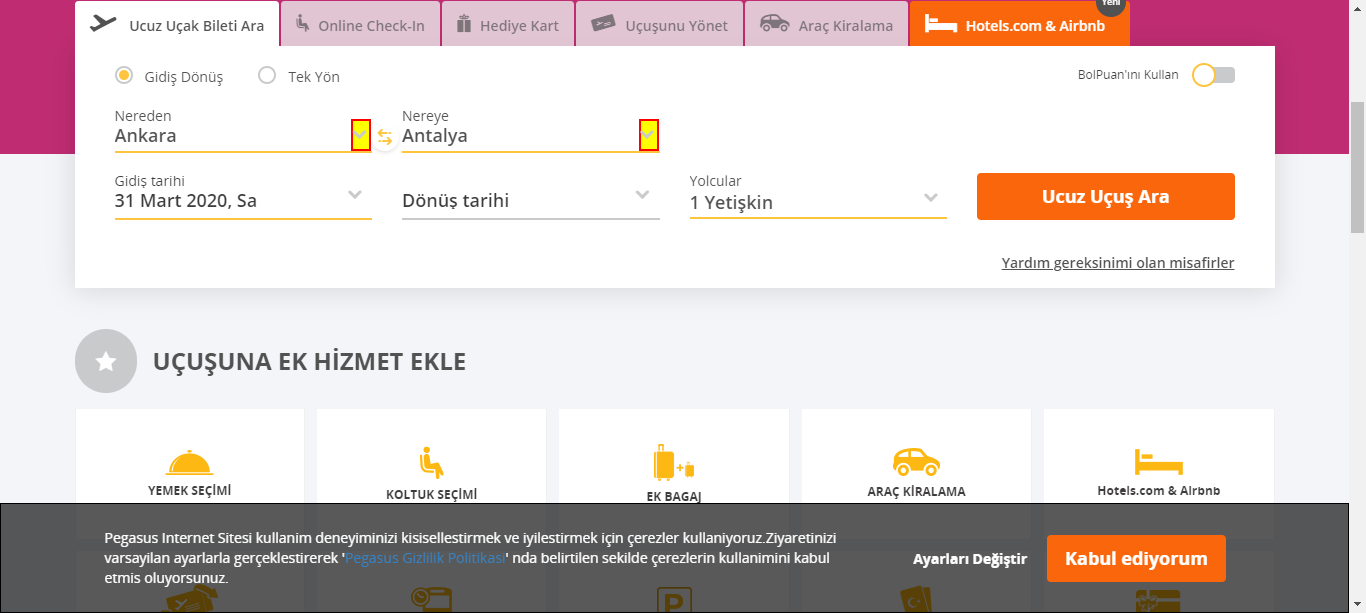 Yeni
Ucuz Uçak Bileti Ara
Online Check-In
Hediye Kart
Uçuşunu Yönet
Araç Kiralama
Hotels.com & Airbnb
Gidiş Dönüş
Tek Yön
BolPuan'ını Kullan
Nereden
Ankara
Nereye
Antalya
Gidiş tarihi
31 Mart 2020, Sa
Dönüş tarihi
Yolcular
1 Yetişkin
Ucuz Uçuş Ara
Yardım gereksinimi olan misafirler
UÇUŞUNA EK HİZMET EKLE
YEMEK SEÇİMİ
KOLTUK SEÇİMİ
EK BAGAJ
ARAÇ KİRALAMA
Hotels.com & Airbnb
Pegasus Internet Sitesi kullanim deneyiminizi kisisellestirmek ve iyilestirmek için çerezler kullaniyoruz.Ziyaretinizi
varsayilan ayarlarla gerçeklestirerek 'Pegasus Gizlilik Politikasi' nda belirtilen sekilde çerezlerin kullanimini kabul
etmis oluyorsunuz.
Ayarları Değiştir
Kabul ediyorum
P